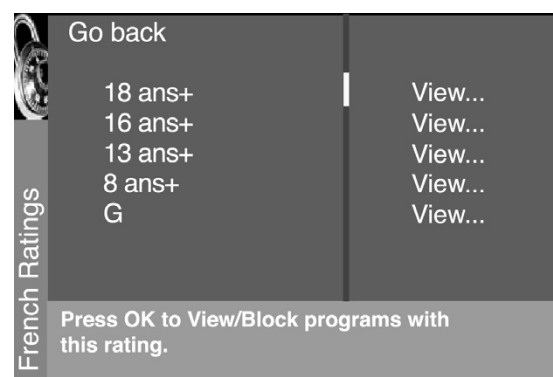 Go back
18 ans+ View...
16 ans+ View...
13 ans+ View...
8 ans+ View...
G View...
French Ratings
Press OK to View/Block programs with
this rating.